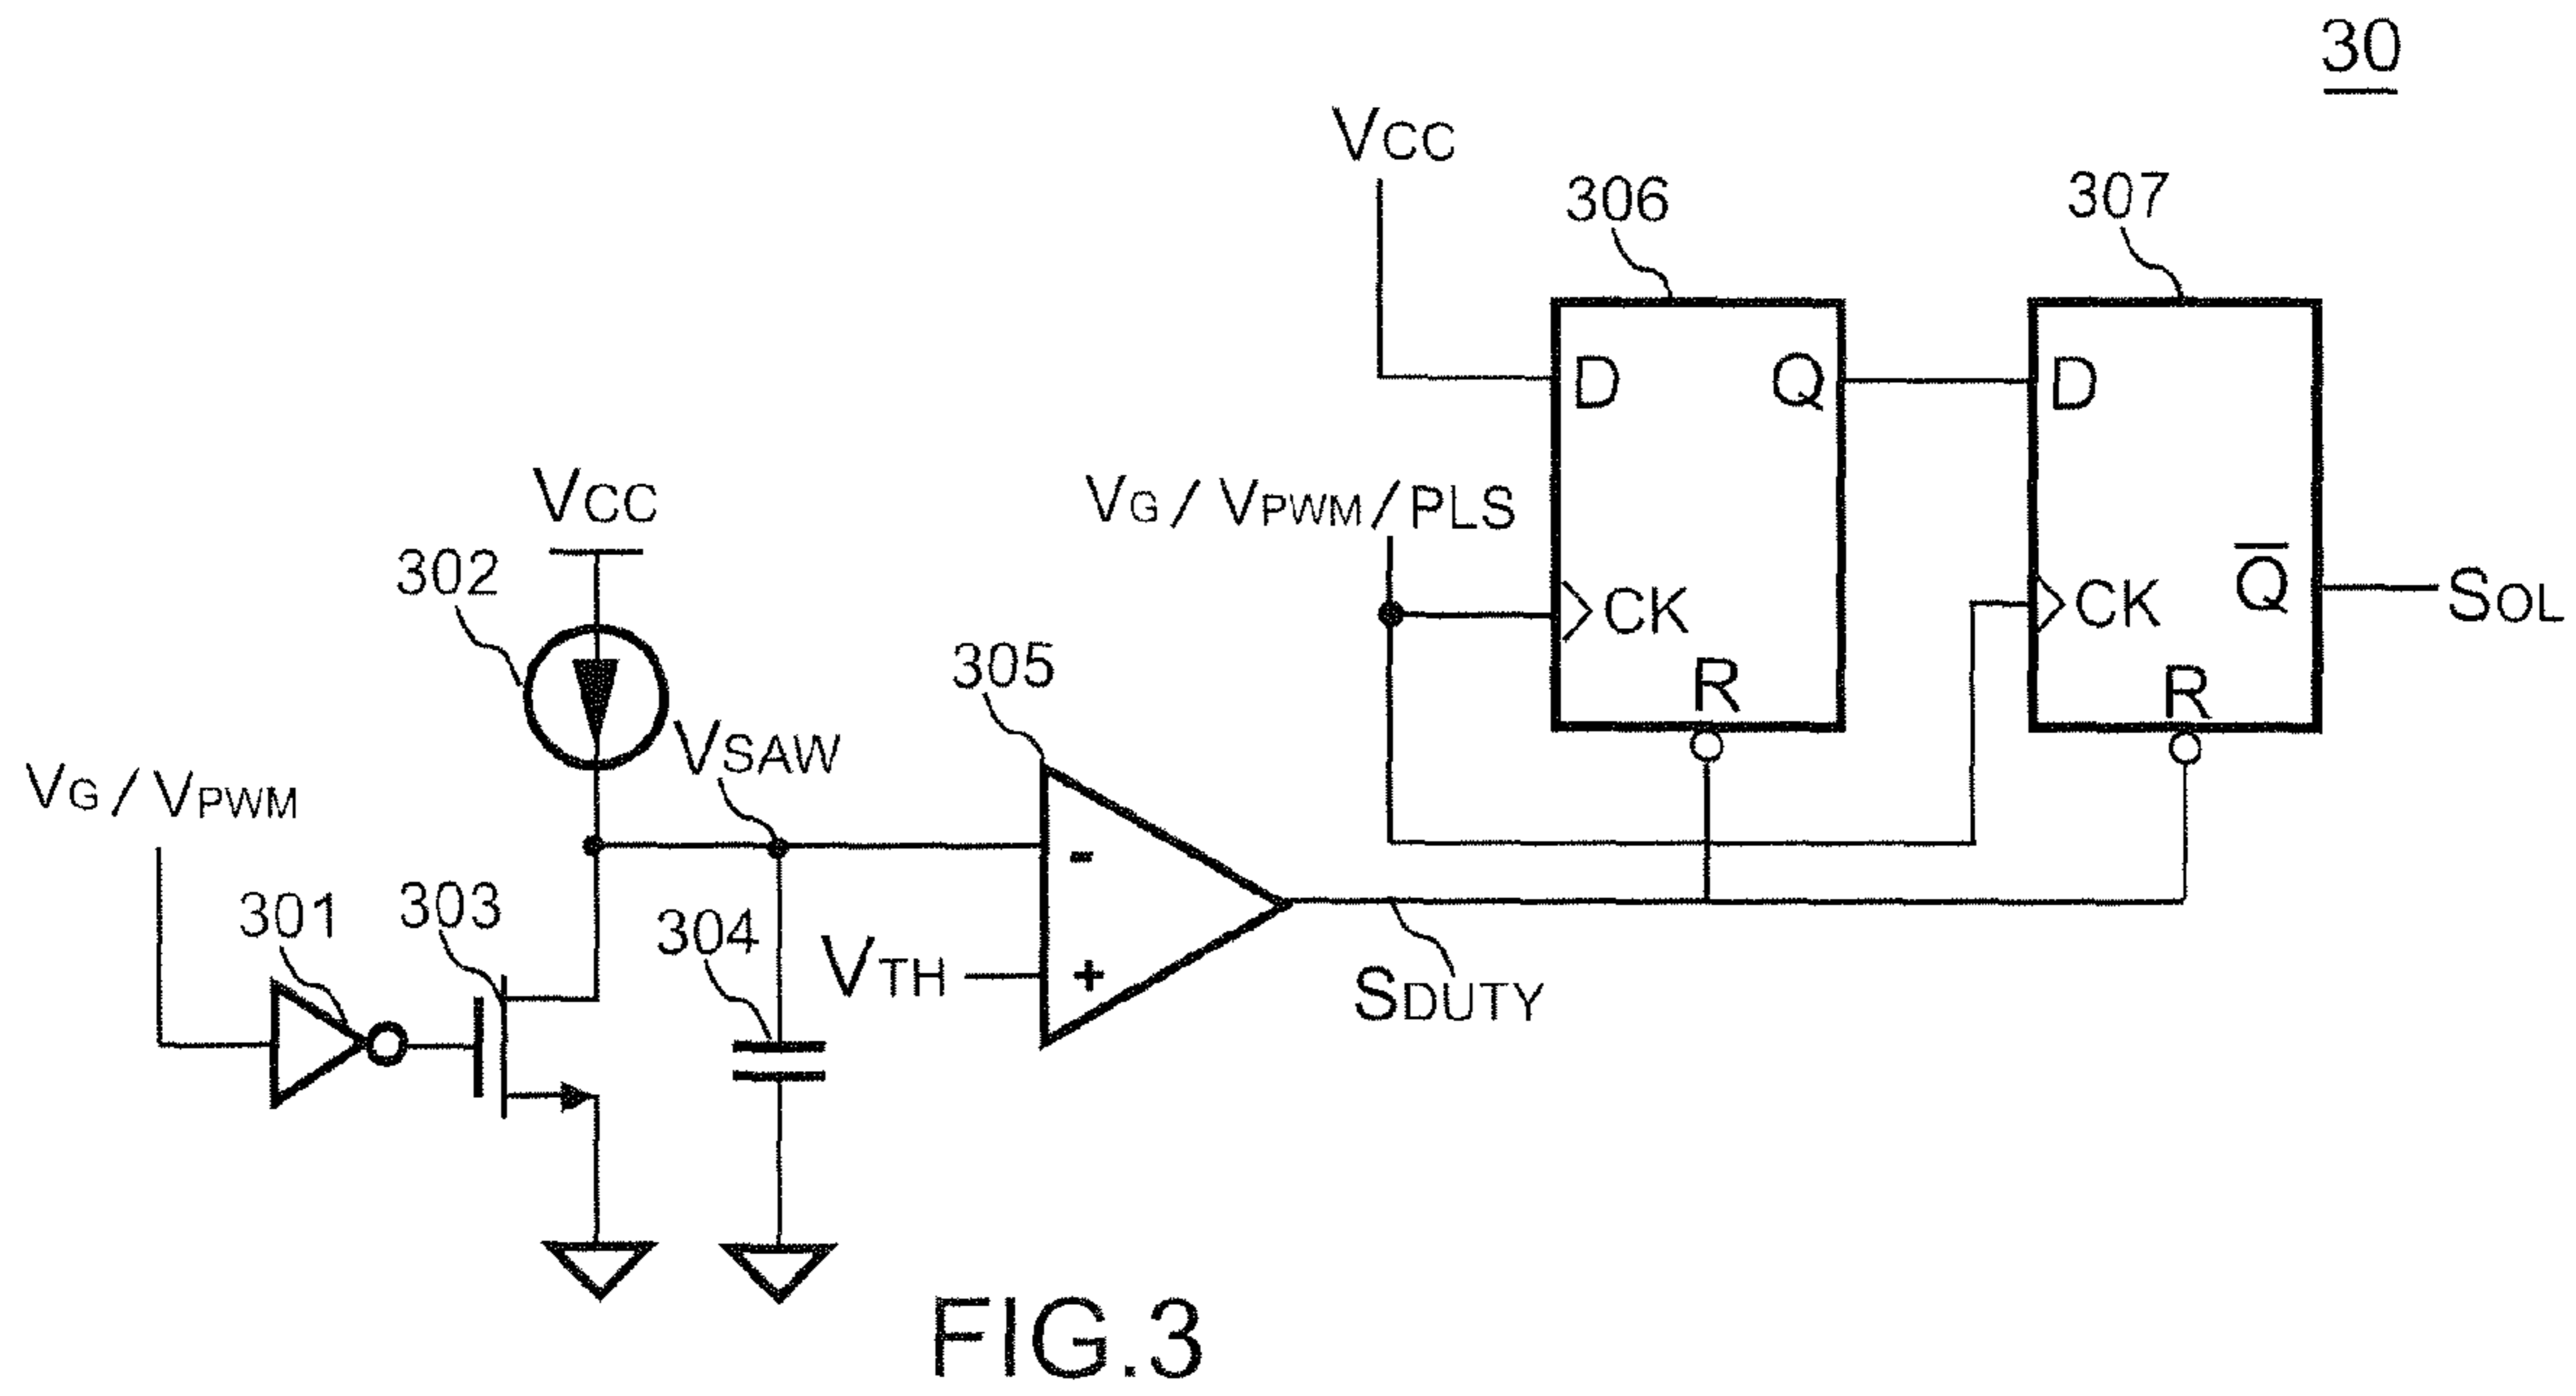 30
VCC
306
307
D
Q
D
VG / VPWM / PLS
VCC
302
CK
Q̅
CK
SOL
305
R
R
VSAW
VG / VPWM
-
301
303
304
VTH
+
SDUTY
FIG.3